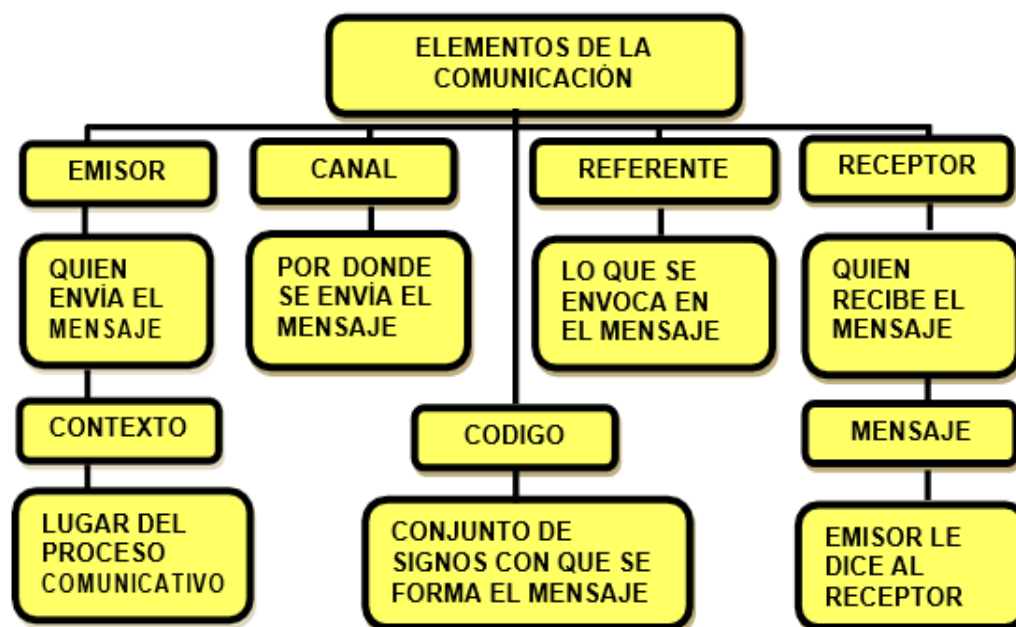 ELEMENTOS DE LA
COMUNICACIÓN
EMISOR
CANAL
REFERENTE
RECEPTOR
QUIEN
ENVÍA EL
MENSAJE
POR DONDE
SE ENVÍA EL
MENSAJE
LO QUE SE
ENVOCA EN
EL MENSAJE
QUIEN
RECIBE EL
MENSAJE
CONTEXTO
CODIGO
MENSAJE
LUGAR DEL
PROCESO
COMUNICATIVO
CONJUNTO DE
SIGNOS CON QUE SE
FORMA EL MENSAJE
EMISOR LE
DICE AL
RECEPTOR